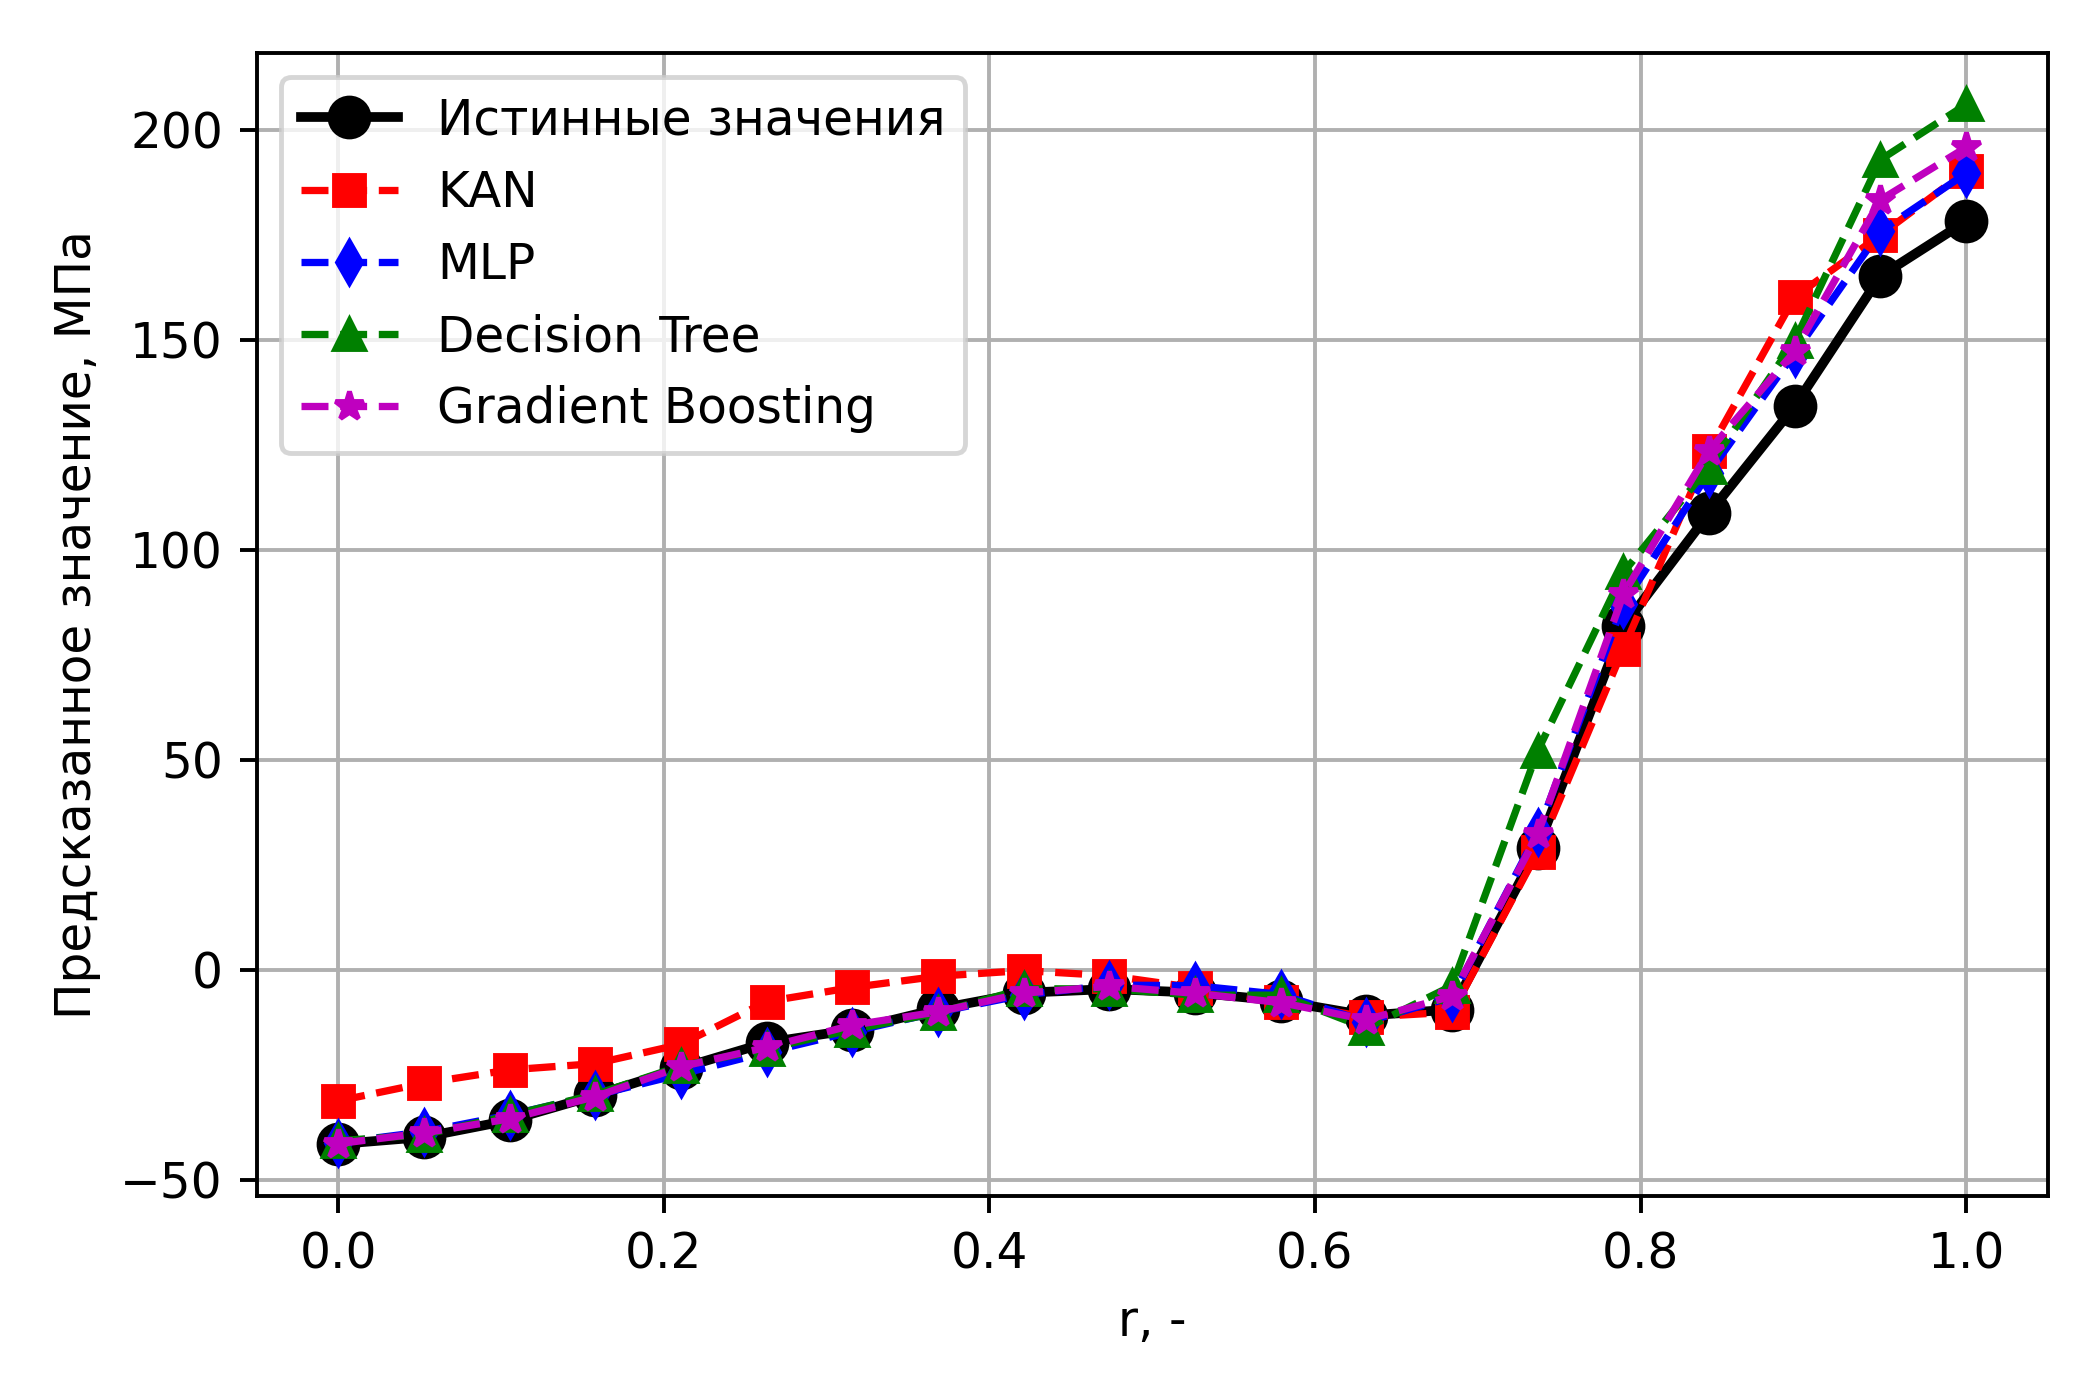 Истинные значения
KAN
MLP
Decision Tree
Gradient Boosting
Предсказанное значение, МПа
200
150
100
50
0
−50
0.0 0.2 0.4 0.6 0.8 1.0
r, -